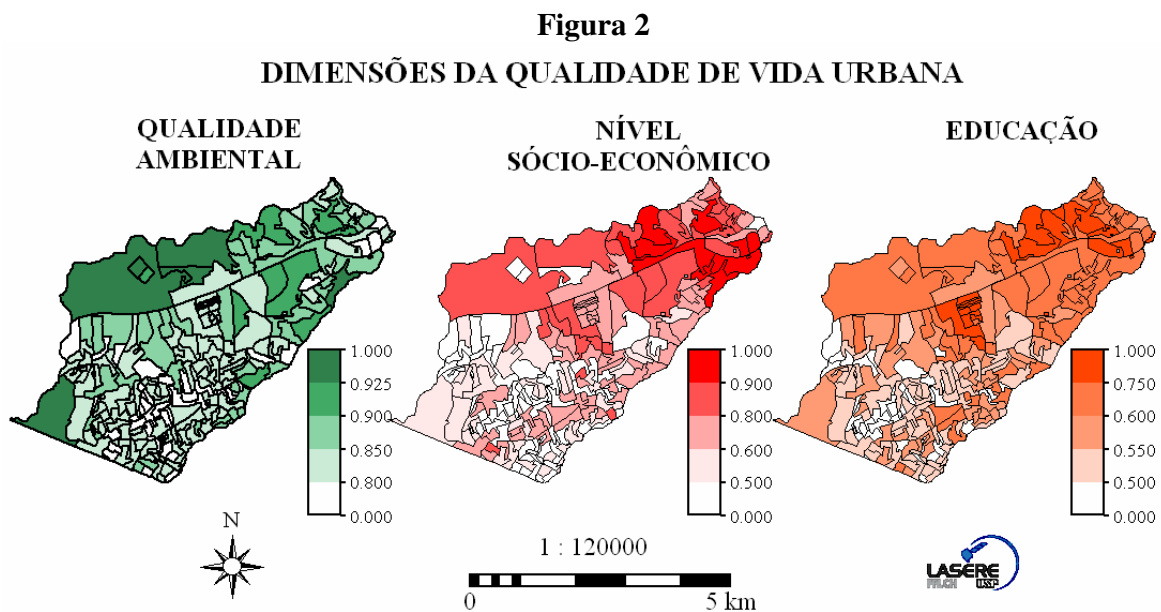 Figura 2
DIMENSÕES DA QUALIDADE DE VIDA URBANA
QUALIDADE
AMBIENTAL
NÍVEL
SÓCIO-ECONÔMICO
EDUCAÇÃO
1.000
0.925
0.900
0.850
0.800
0.000
1.000
0.900
0.800
0.600
0.500
0.000
1.000
0.750
0.600
0.550
0.500
0.000
N
1 : 120000
0
5 km
LASERE
FFLCH
USP